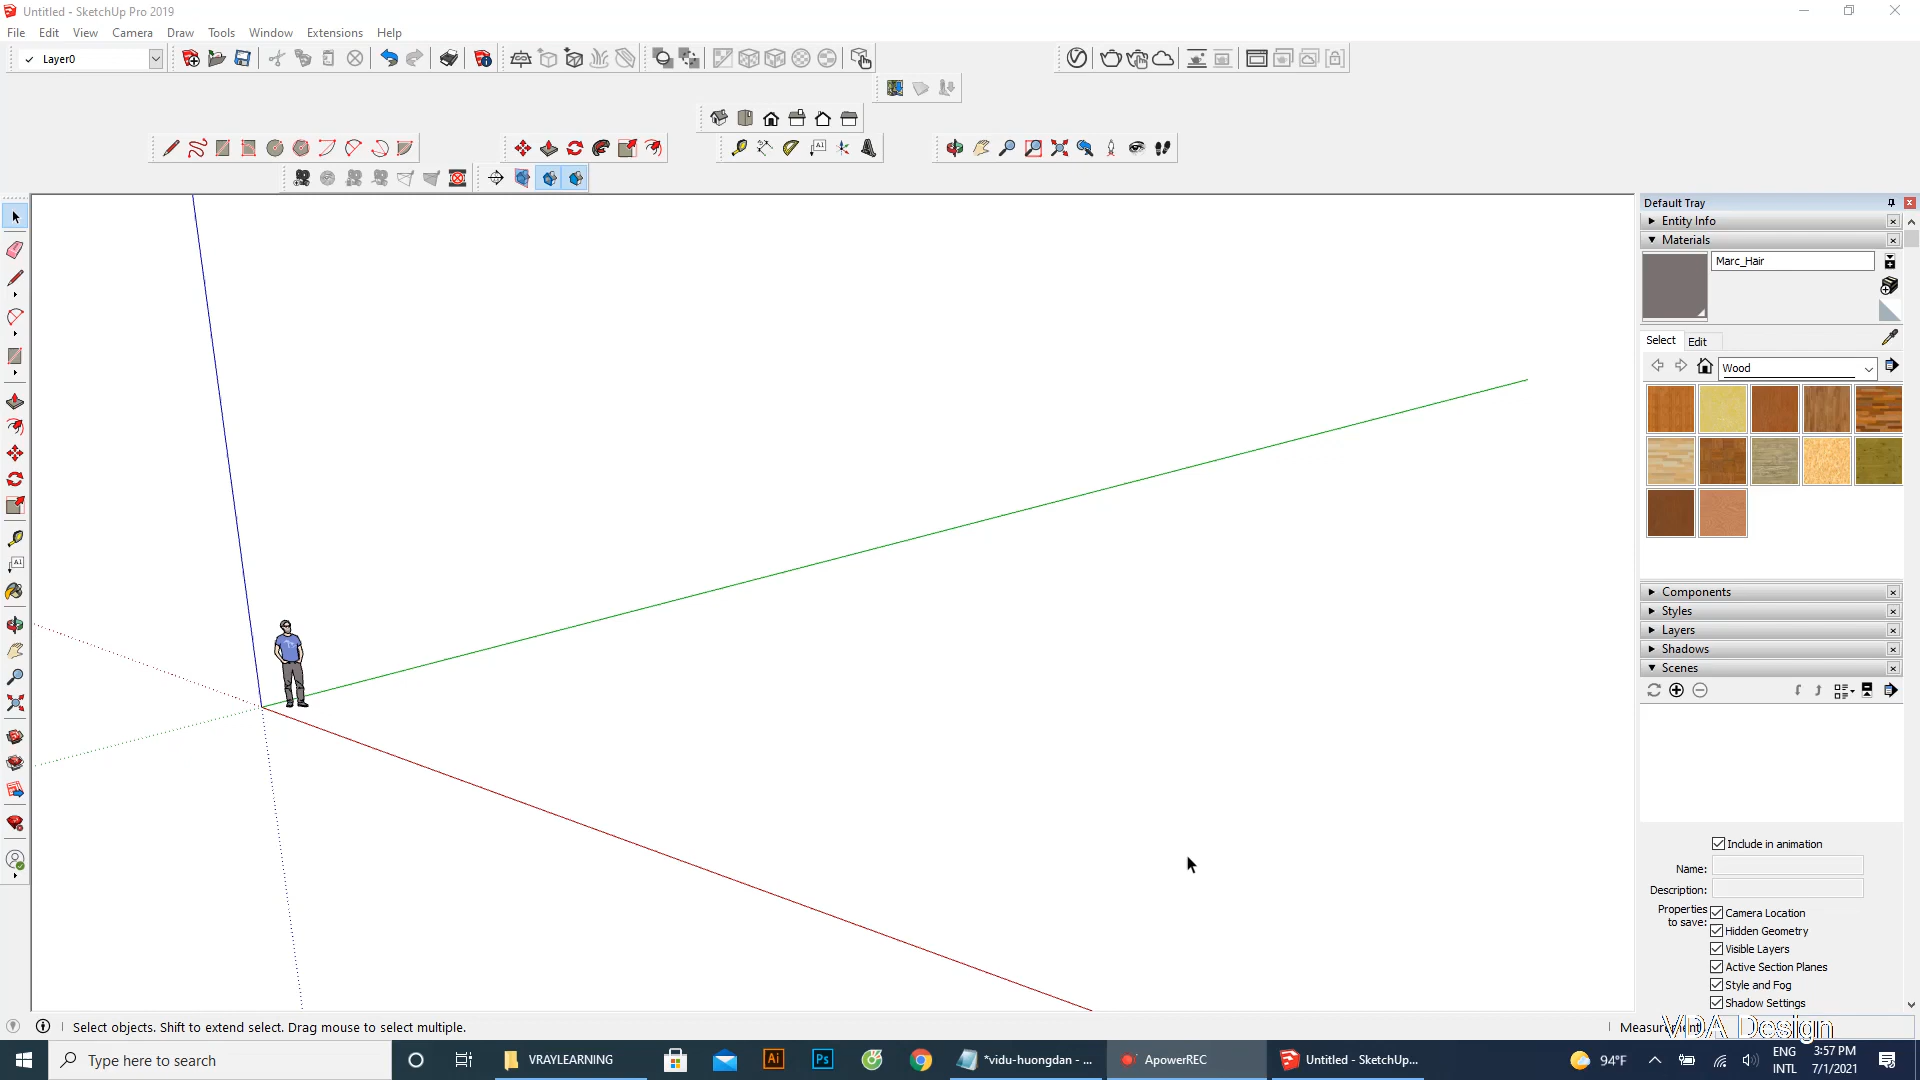 Untitled - SketchUp Pro 2019
File Edit View Camera Draw Tools Window Extensions Help
Layer0
Default Tray
Entity Info
Materials
Marc_Hair
Select Edit
Wood
Components
Styles
Layers
Shadows
Scenes
Include in animation
Name:
Description:
Properties to save:
Camera Location
Hidden Geometry
Visible Layers
Active Section Planes
Style and Fog
Shadow Settings
Select objects. Shift to extend select. Drag mouse to select multiple.
VDA Design
Type here to search
VRAYLEARNING
Ai
Ps
*vidu-huongdan - ...
ApowerREC
Untitled - SketchUp...
94°F
ENG
INTL
3:57 PM
7/1/2021